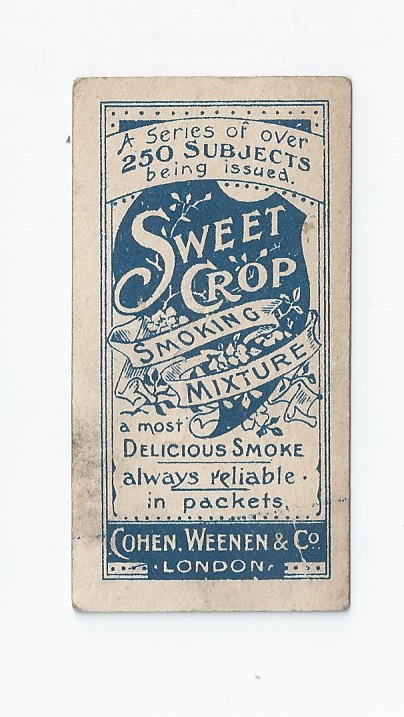 A Series of over
250 SUBJECTS
being issued.
SWEET
CROP
SMOKING
MIXTURE
a most
DELICIOUS SMOKE
always reliable.
in packets
COHEN. WEENEN & Co.
· LONDON ·